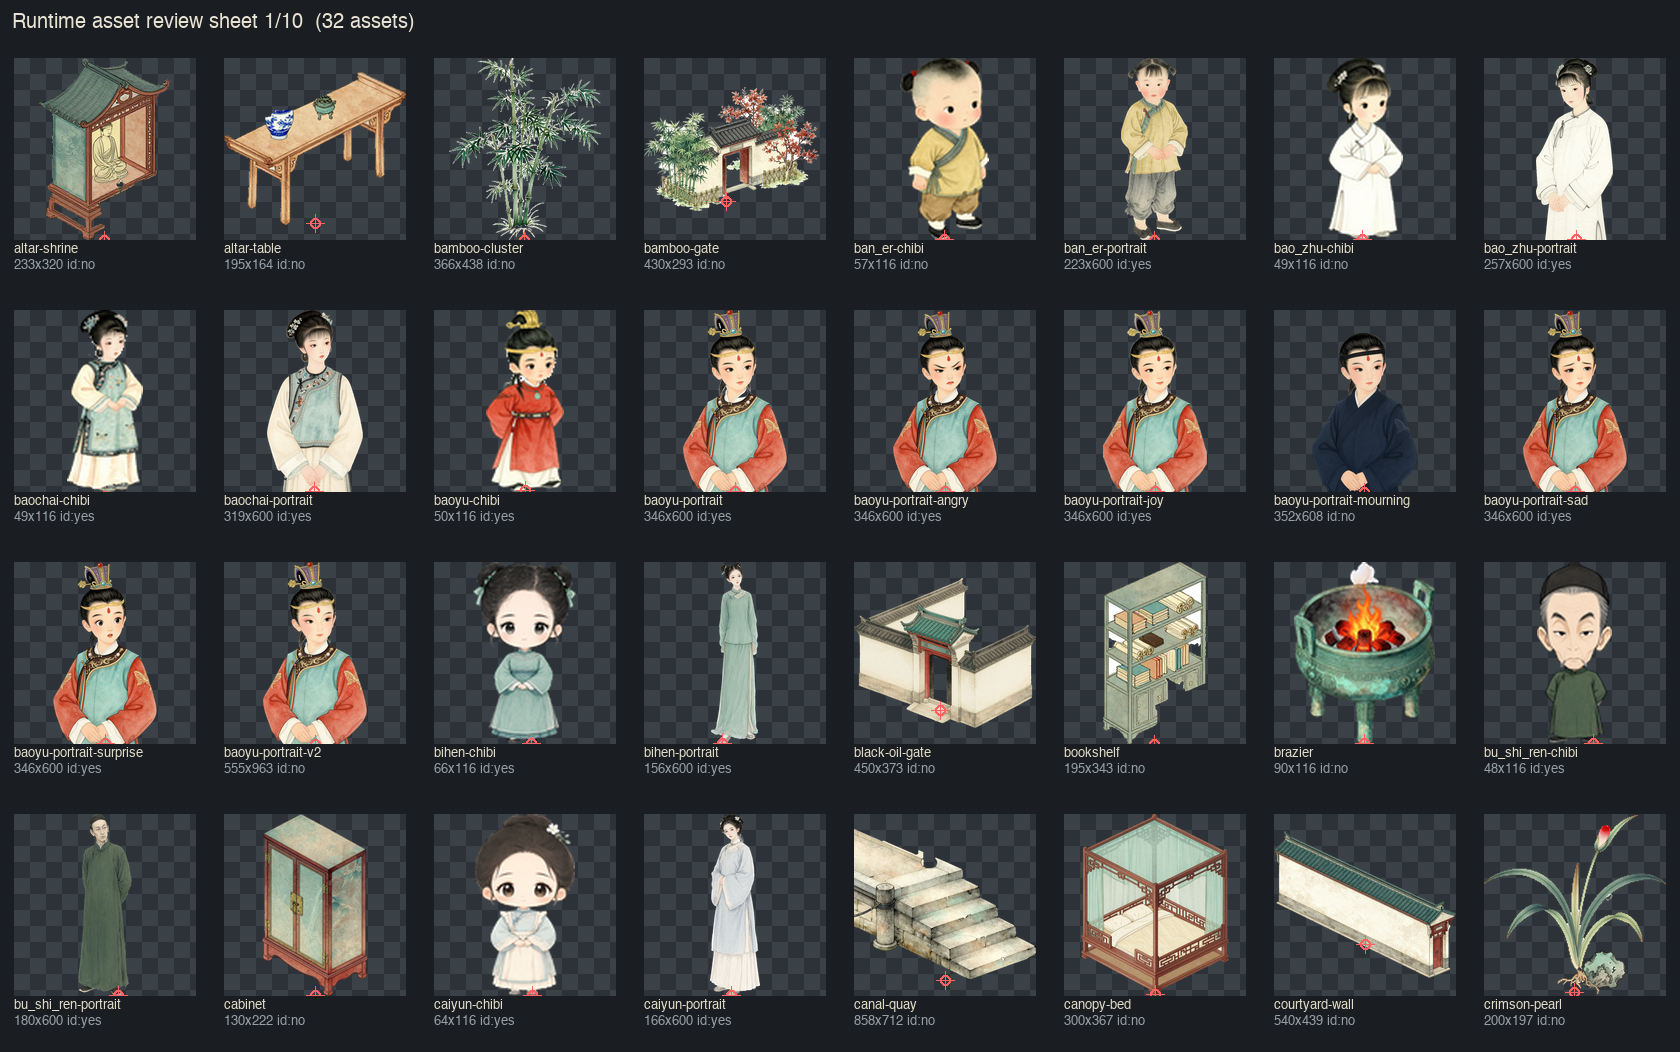 Runtime asset review sheet 1/10 (32 assets)
altar-shrine
233x320 id:no
altar-table
195x164 id:no
bamboo-cluster
366x438 id:no
bamboo-gate
430x293 id:no
ban_er-chibi
57x116 id:no
ban_er-portrait
223x600 id:yes
bao_zhu-chibi
49x116 id:no
bao_zhu-portrait
257x600 id:yes
baochai-chibi
49x116 id:yes
baochai-portrait
319x600 id:yes
baoyu-chibi
50x116 id:yes
baoyu-portrait
346x600 id:yes
baoyu-portrait-angry
346x600 id:yes
baoyu-portrait-joy
346x600 id:yes
baoyu-portrait-mourning
352x608 id:no
baoyu-portrait-sad
346x600 id:yes
baoyu-portrait-surprise
346x600 id:yes
baoyu-portrait-v2
555x963 id:no
bihen-chibi
66x116 id:yes
bihen-portrait
156x600 id:yes
black-oil-gate
450x373 id:no
bookshelf
195x343 id:no
brazier
90x116 id:no
bu_shi_ren-chibi
48x116 id:yes
bu_shi_ren-portrait
180x600 id:yes
cabinet
130x222 id:no
caiyun-chibi
64x116 id:yes
caiyun-portrait
166x600 id:yes
canal-quay
858x712 id:no
canopy-bed
300x367 id:no
courtyard-wall
540x439 id:no
crimson-pearl
200x197 id:no